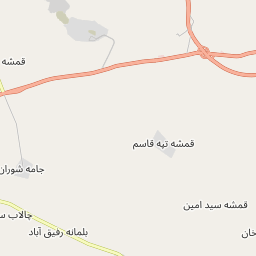 قمشه
قمشه تپه قاسم
جامه شوران
قمشه سید امین
چالاب س
بلمانه رفیق آباد
خان